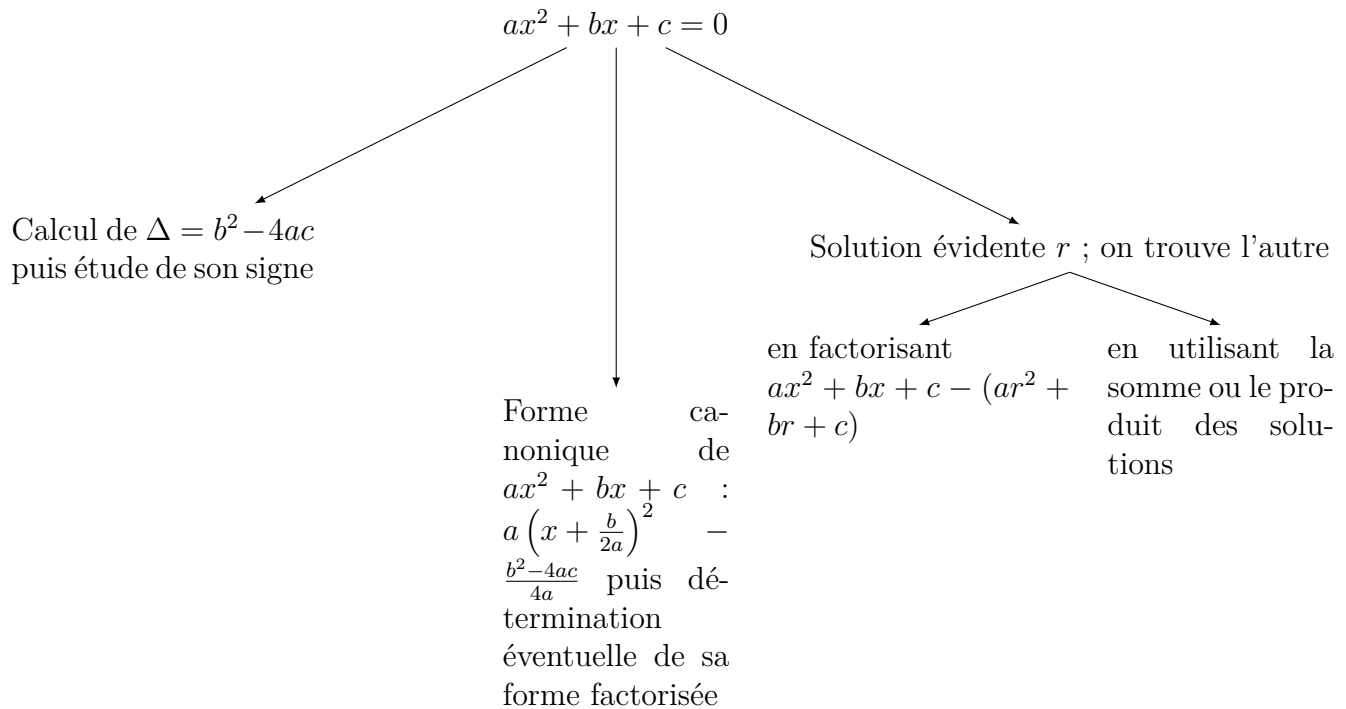 ax² + bx + c = 0
Calcul de Δ = b² − 4ac
puis étude de son signe
Solution évidente r ; on trouve l'autre
en factorisant
ax² + bx + c − (ar² +
br + c)
en utilisant la
somme ou le pro-
duit des solu-
tions
Forme ca-
nonique de
ax² + bx + c :
a(x + b/2a)² −
(b²−4ac)/4a puis dé-
termination
éventuelle de sa
forme factorisée